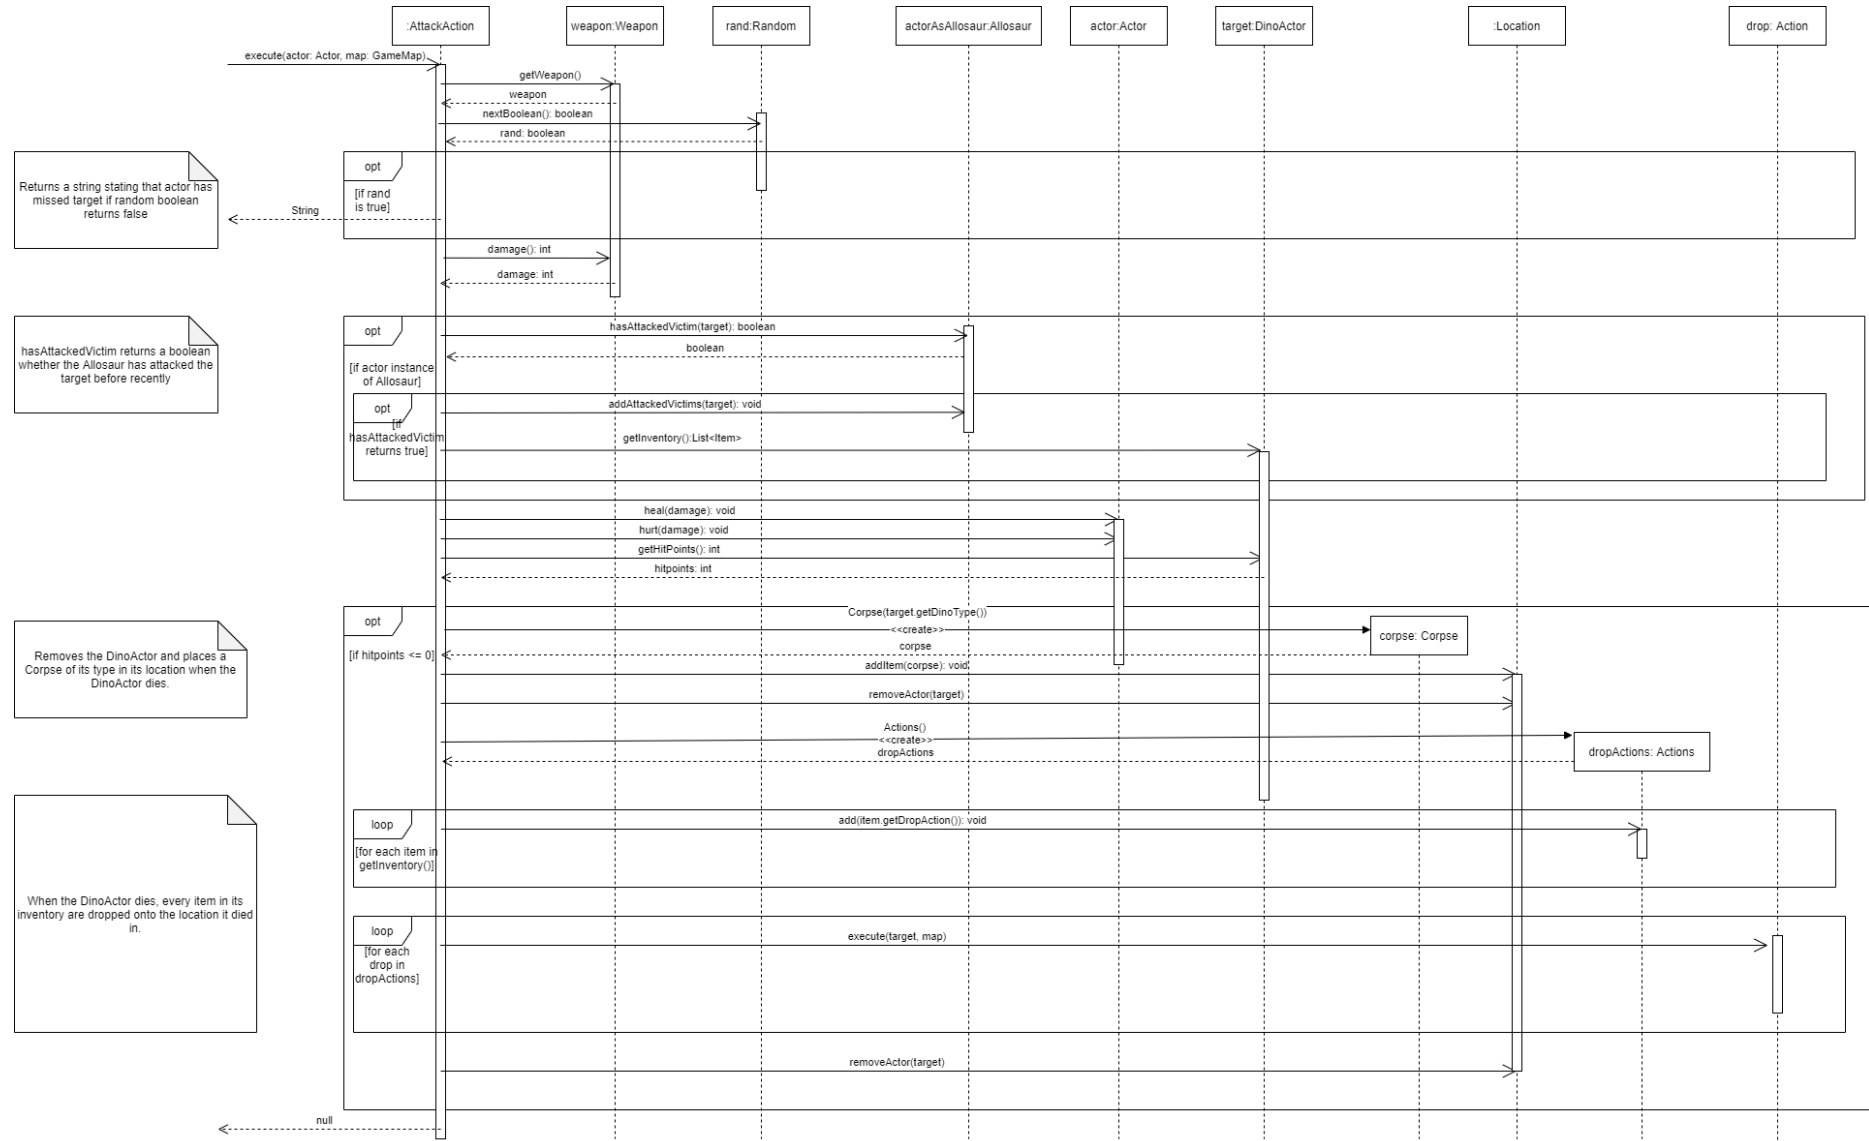 :AttackAction
weapon:Weapon
rand:Random
actorAsAllosaur:Allosaur
actor:Actor
target:DinoActor
:Location
drop: Action
execute(actor: Actor, map: GameMap)
getWeapon()
weapon
nextBoolean(): boolean
rand: boolean
opt
[if rand
is true]
Returns a string stating that actor has
missed target if random boolean
returns false
String
damage(): int
damage: int
opt
hasAttackedVictim(target): boolean
boolean
hasAttackedVictim returns a boolean
whether the Allosaur has attacked the
target before recently
[if actor instance
of Allosaur]
opt
addAttackedVictims(target): void
[if
hasAttackedVictim
returns true]
getInventory():List<Item>
heal(damage): void
hurt(damage): void
getHitPoints(): int
hitpoints: int
opt
Corpse(target.getDinoType())
<<create>>
corpse: Corpse
[if hitpoints <= 0]
corpse
Removes the DinoActor and places a
Corpse of its type in its location when the
DinoActor dies.
addItem(corpse): void
removeActor(target)
Actions()
<<create>>
dropActions
dropActions: Actions
loop
add(item.getDropAction()): void
[for each item in
getInventory()]
When the DinoActor dies, every item in its
inventory are dropped onto the location it died
in.
loop
execute(target, map)
[for each
drop in
dropActions]
removeActor(target)
null